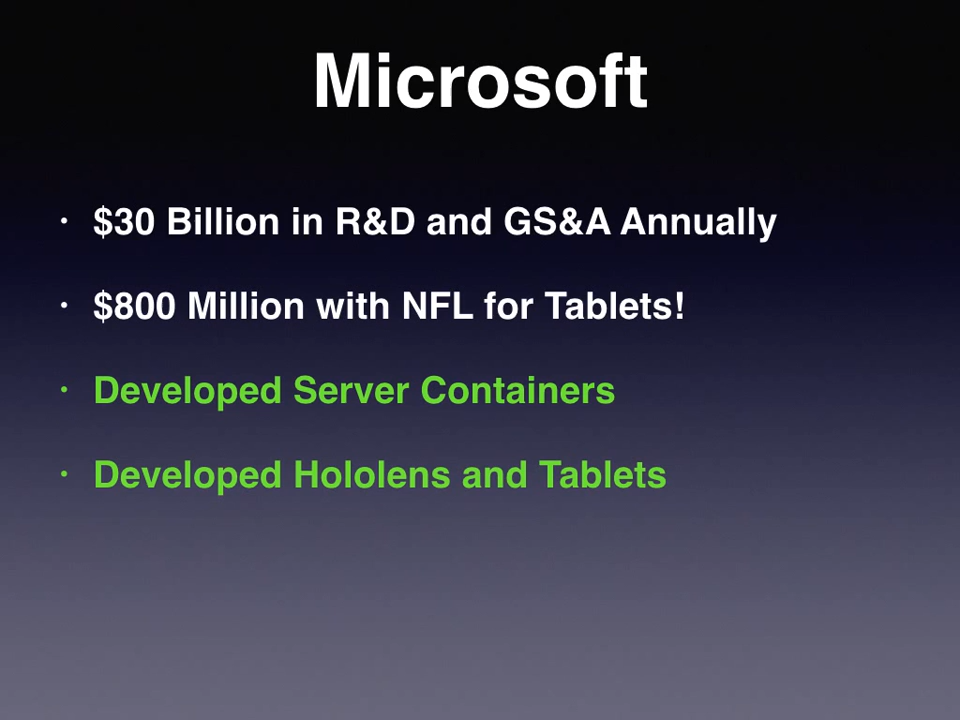 Microsoft
• $30 Billion in R&D and GS&A Annually
• $800 Million with NFL for Tablets!
• Developed Server Containers
• Developed Hololens and Tablets